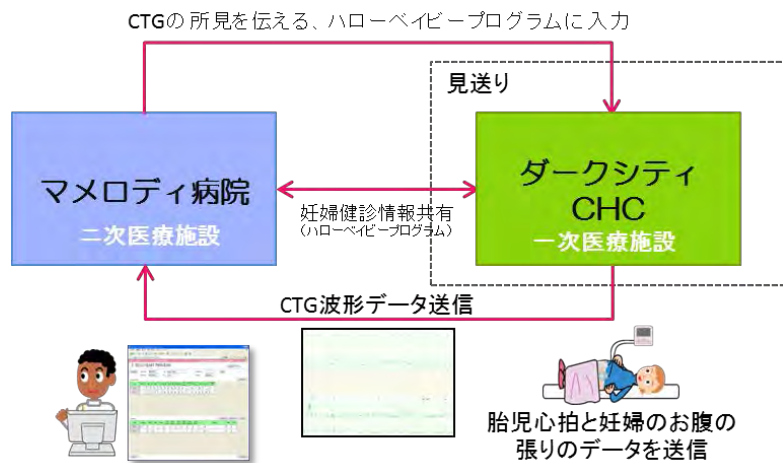 CTGの所見を伝える、ハローベイビープログラムに入力
見送り
マメロディ病院
二次医療施設
ダークシティ
CHC
一次医療施設
妊婦健診情報共有
(ハローベイビープログラム)
CTG波形データ送信
胎児心拍と妊婦のお腹の
張りのデータを送信